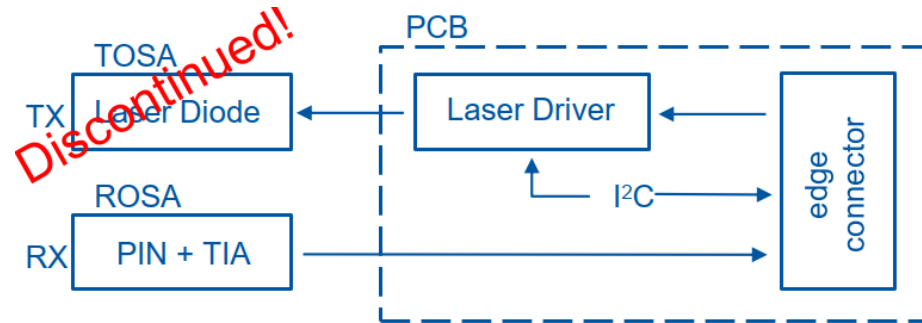 PCB
TOSA
Discontinued!
TX
Laser Diode
Laser Driver
I²C
edge
connector
ROSA
RX
PIN + TIA